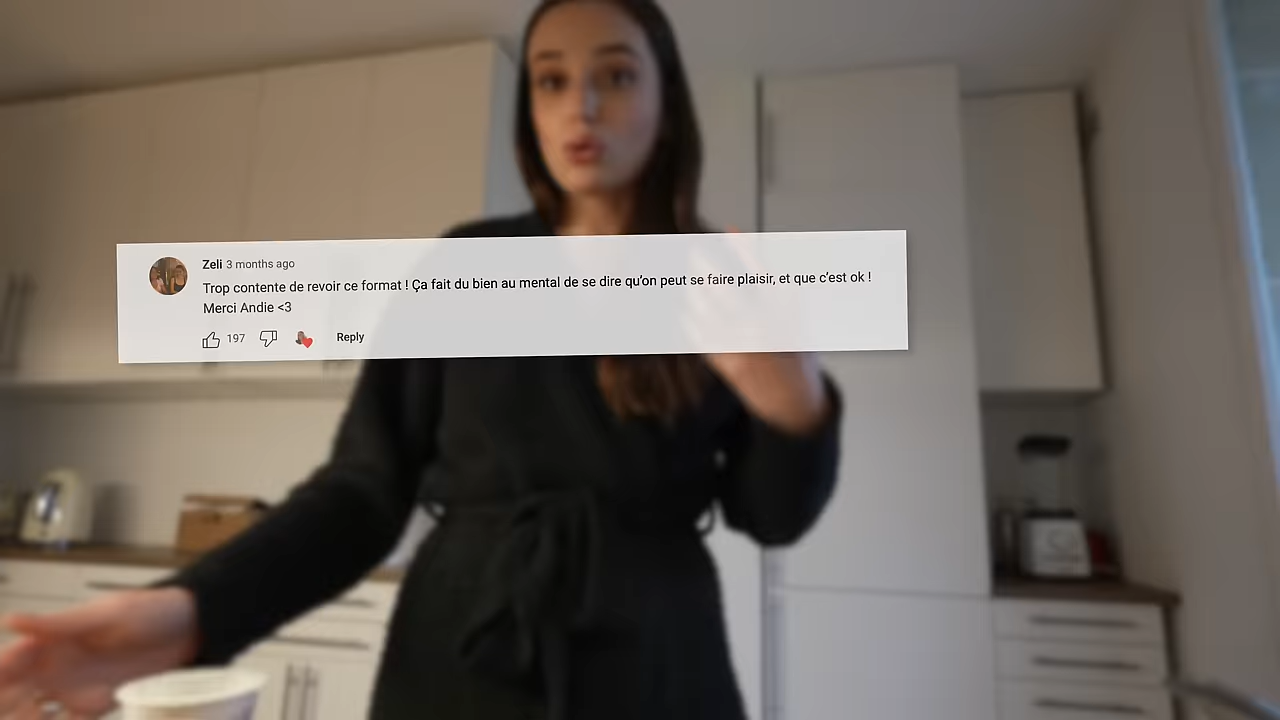 Zeli 3 months ago
Trop contente de revoir ce format ! Ça fait du bien au mental de se dire qu'on peut se faire plaisir, et que c'est ok !
Merci Andie <3
197 Reply